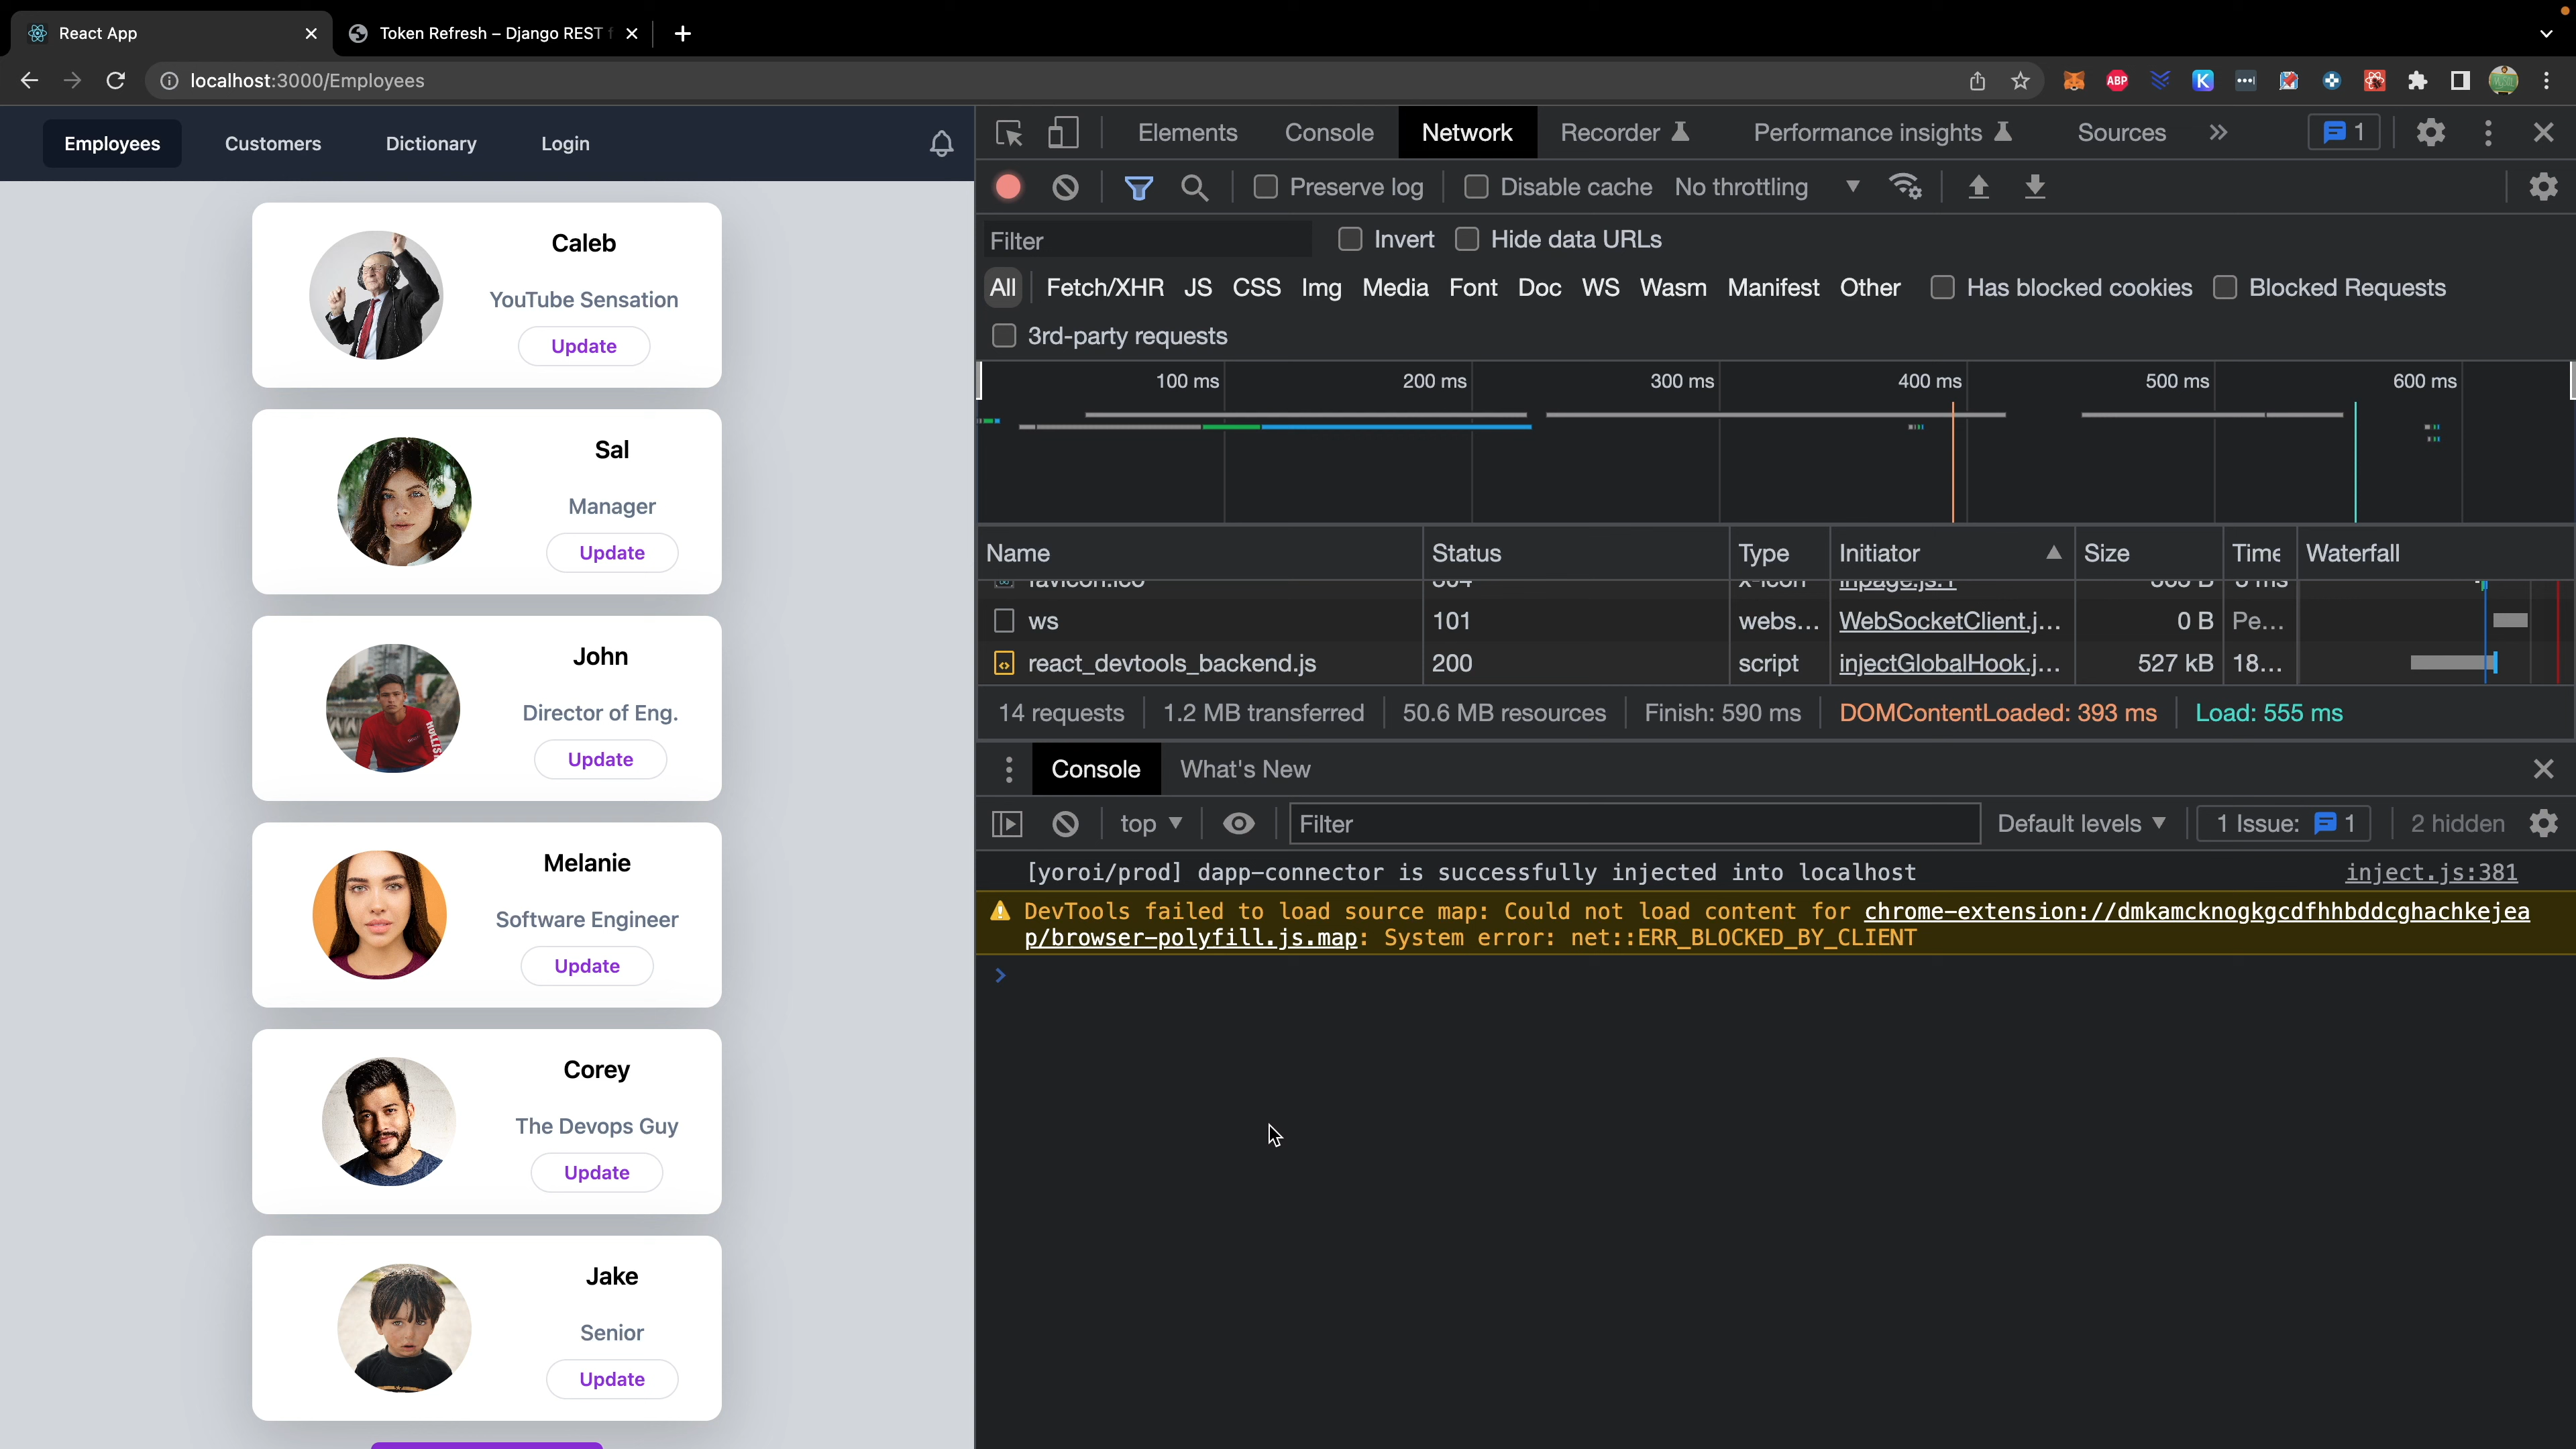 React App
Token Refresh – Django REST f
localhost:3000/Employees
ABP
K
Employees
Customers
Dictionary
Login
Caleb
YouTube Sensation
Update
Sal
Manager
Update
John
Director of Eng.
Update
Melanie
Software Engineer
Update
Corey
The Devops Guy
Update
Jake
Senior
Update
Elements
Console
Network
Recorder
Performance insights
Sources
1
Preserve log
Disable cache
No throttling
Filter
Invert
Hide data URLs
All
Fetch/XHR
JS
CSS
Img
Media
Font
Doc
WS
Wasm
Manifest
Other
Has blocked cookies
Blocked Requests
3rd-party requests
100 ms
200 ms
300 ms
400 ms
500 ms
600 ms
Name
Status
Type
Initiator
Size
Time
Waterfall
ws
101
webs...
WebSocketClient.j...
0 B
Pe...
react_devtools_backend.js
200
script
injectGlobalHook.j...
527 kB
18...
14 requests
1.2 MB transferred
50.6 MB resources
Finish: 590 ms
DOMContentLoaded: 393 ms
Load: 555 ms
Console
What's New
top
Filter
Default levels
1 Issue: 1
2 hidden
[yoroi/prod] dapp-connector is successfully injected into localhost
inject.js:381
DevTools failed to load source map: Could not load content for chrome-extension://dmkamcknogkgcdfhhbddcghachkejea
p/browser-polyfill.js.map: System error: net::ERR_BLOCKED_BY_CLIENT